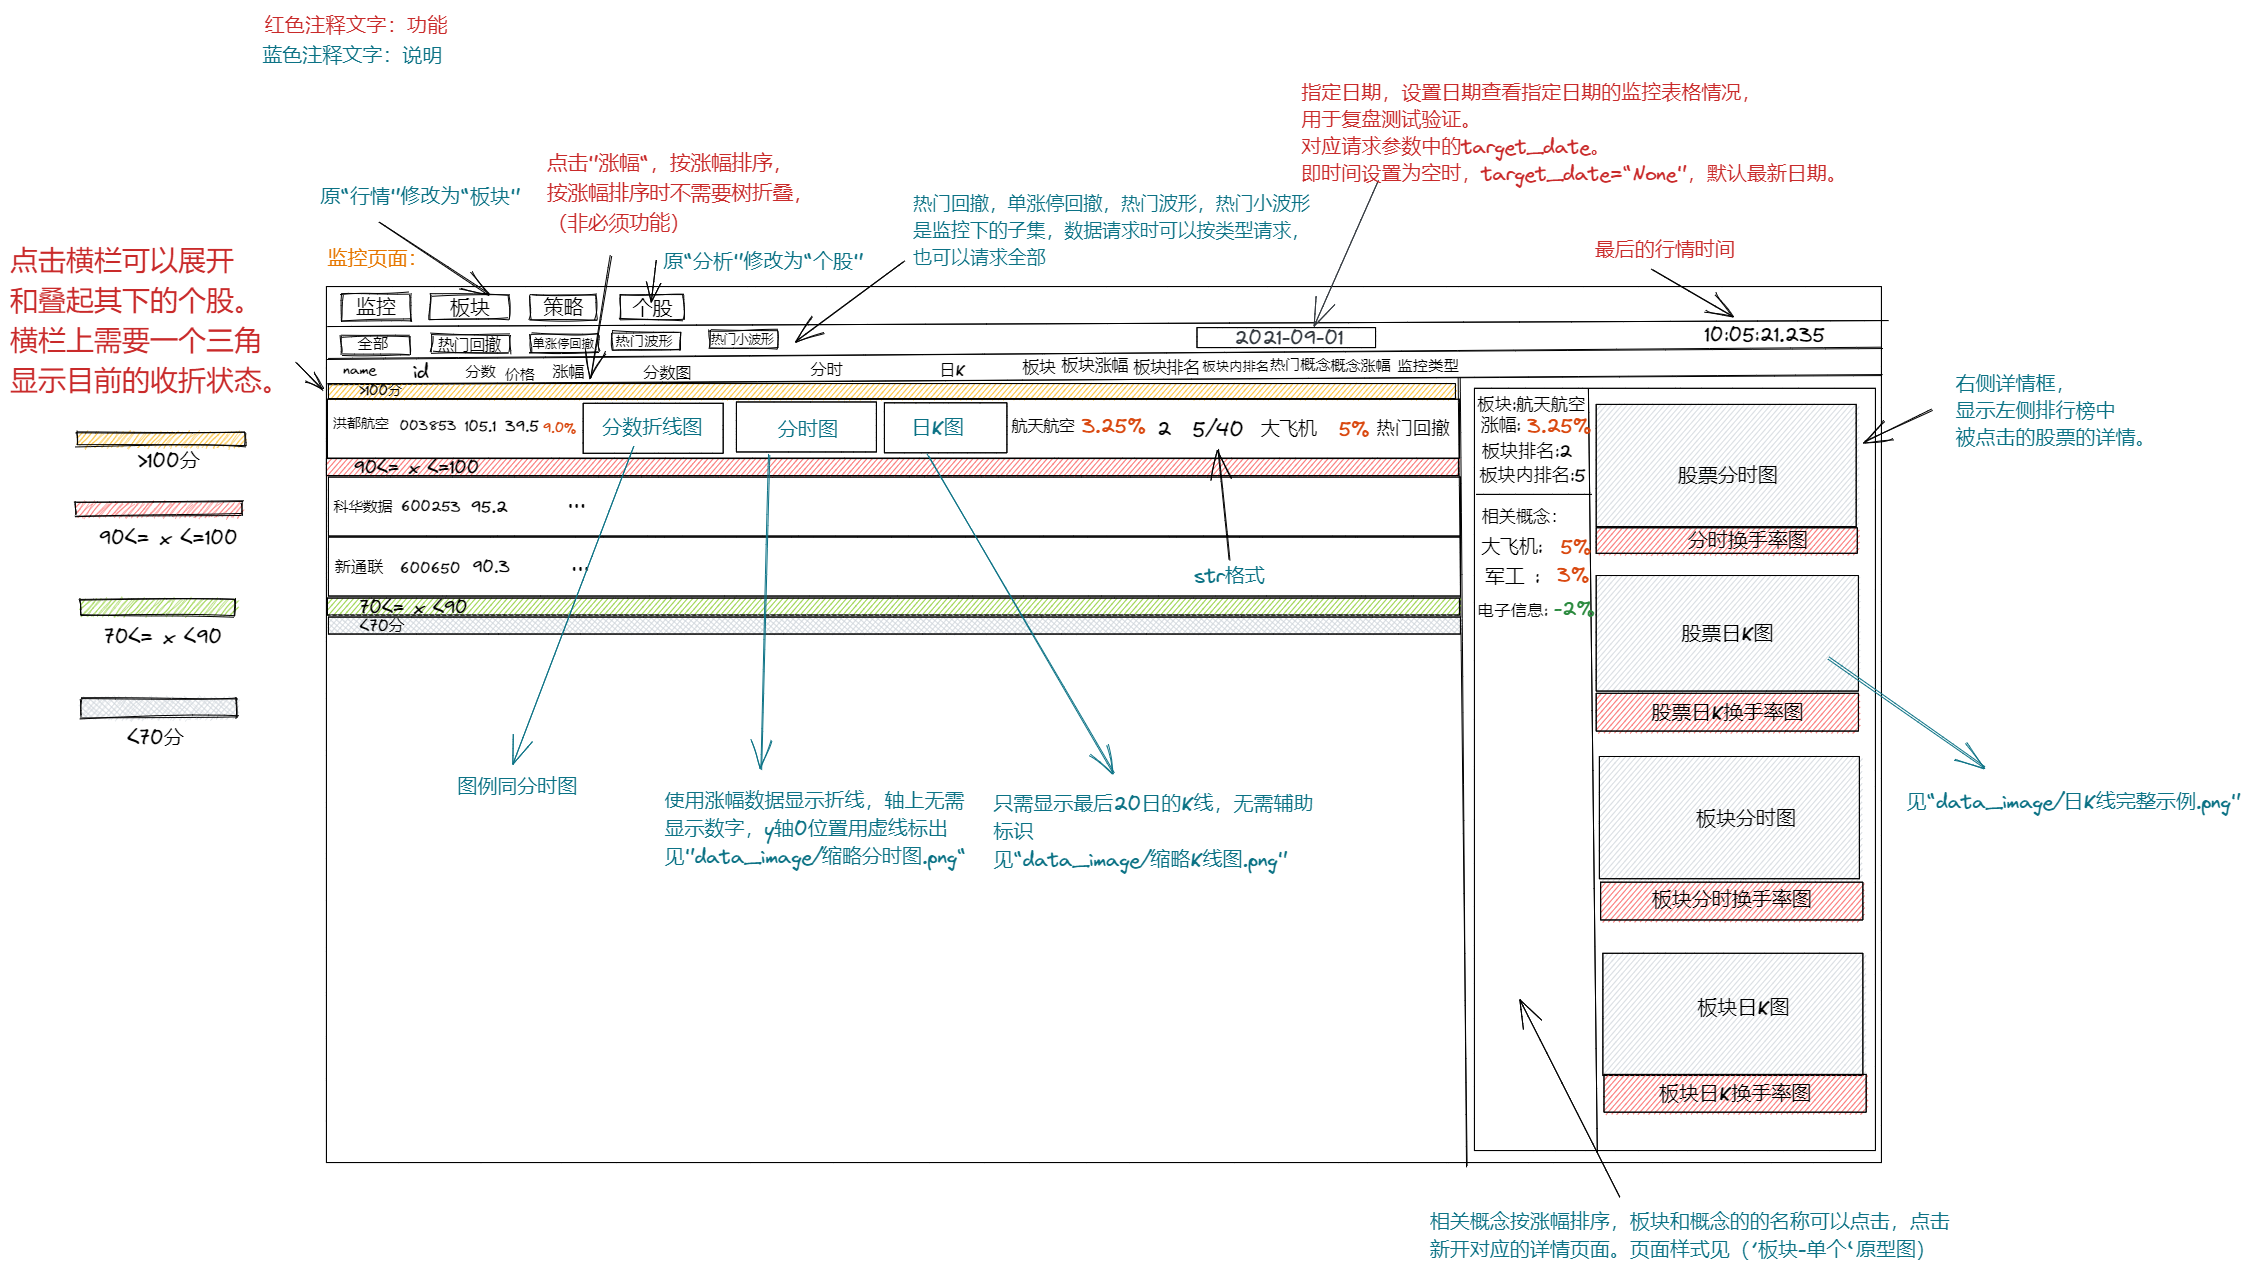 红色注释文字：功能
蓝色注释文字：说明
指定日期，设置日期查看指定日期的监控表格情况，
用于复盘测试验证。
对应请求参数中的target_date。
即时间设置为空时，target_date="None"，默认最新日期。
点击"涨幅"，按涨幅排序，
按涨幅排序时不需要树折叠，
（非必须功能）
原"行情"修改为"板块"
热门回撤，单涨停回撤，热门波形，热门小波形
是监控下的子集，数据请求时可以按类型请求，
也可以请求全部
最后的行情时间
点击横栏可以展开
和叠起其下的个股。
横栏上需要一个三角
显示目前的收折状态。
监控页面：
原"分析"修改为"个股"
监控 板块 策略 个股
全部 热门回撤 单涨停回撤 热门波形 热门小波形 2021-09-01 10:05:21.235
name id 分数 价格 涨幅 分数图 分时 日K 板块 板块涨幅 板块排名 板块内排名 热门概念 概念涨幅 监控类型
>100分
洪都航空 003853 105.1 39.5 9.0% 分数折线图 分时图 日K图 航天航空 3.25% 2 5/40 大飞机 5% 热门回撤
90<= x <=100
科华数据 600253 95.2 ...
新通联 600650 90.3 ...
70<= x <90
<70分
str格式
>100分
90<= x <=100
70<= x <90
<70分
板块:航天航空
涨幅: 3.25%
板块排名:2
板块内排名:5
相关概念：
大飞机: 5%
军工 : 3%
电子信息: -2%
股票分时图
分时换手率图
股票日K图
股票日K换手率图
板块分时图
板块分时换手率图
板块日K图
板块日K换手率图
右侧详情框，
显示左侧排行榜中
被点击的股票的详情。
图例同分时图
使用涨幅数据显示折线，轴上无需
显示数字，y轴0位置用虚线标出
见"data_image/缩略分时图.png"
只需显示最后20日的K线，无需辅助
标识
见"data_image/缩略K线图.png"
见"data_image/日K线完整示例.png"
相关概念按涨幅排序，板块和概念的的名称可以点击，点击
新开对应的详情页面。页面样式见（'板块-单个'原型图）